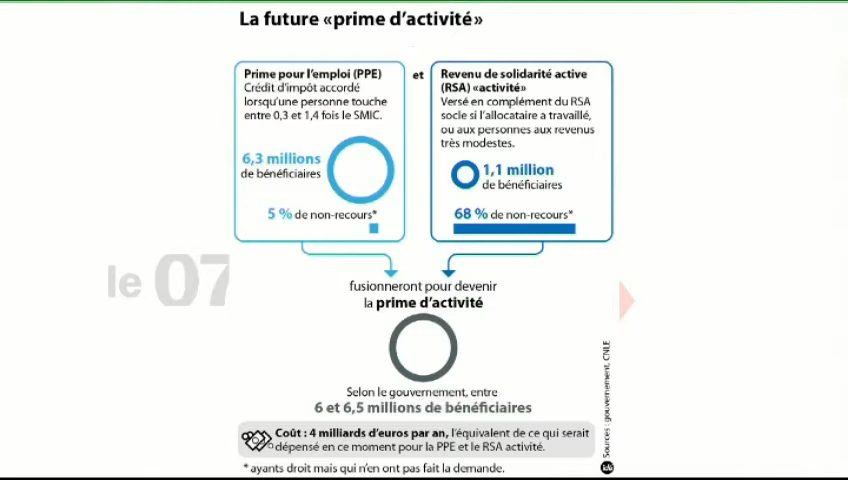 La future «prime d'activité»
Prime pour l'emploi (PPE)
Crédit d'impôt accordé
lorsqu'une personne touche
entre 0,3 et 1,4 fois le SMIC.
6,3 millions
de bénéficiaires
5 % de non-recours*
et
Revenu de solidarité active
(RSA) «activité»
Versé en complément du RSA
socle si l'allocataire a travaillé,
ou aux personnes aux revenus
très modestes.
1,1 million
de bénéficiaires
68 % de non-recours*
le 07
fusionneront pour devenir
la prime d'activité
Selon le gouvernement, entre
6 et 6,5 millions de bénéficiaires
Coût : 4 milliards d'euros par an, l'équivalent de ce qui serait
dépensé en ce moment pour la PPE et le RSA activité.
* ayants droit mais qui n'en ont pas fait la demande.
Sources : gouvernement, CNLE
idé